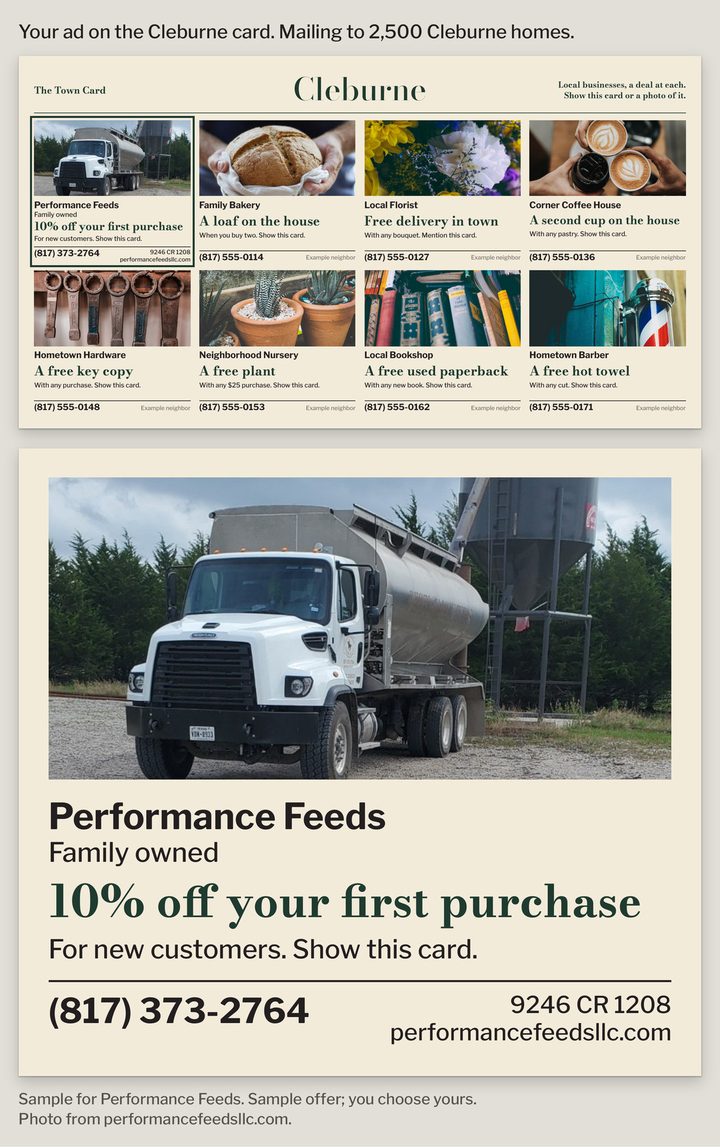 Your ad on the Cleburne card. Mailing to 2,500 Cleburne homes.
The Town Card
Cleburne
Local businesses, a deal at each.
Show this card or a photo of it.
Performance Feeds
Family owned
10% off your first purchase
For new customers. Show this card.
(817) 373-2764
9246 CR 1208
performancefeedsllc.com
Family Bakery
A loaf on the house
When you buy two. Show this card.
(817) 555-0114
Example neighbor
Local Florist
Free delivery in town
With any bouquet. Mention this card.
(817) 555-0127
Example neighbor
Corner Coffee House
A second cup on the house
With any pastry. Show this card.
(817) 555-0136
Example neighbor
Hometown Hardware
A free key copy
With any purchase. Show this card.
(817) 555-0148
Example neighbor
Neighborhood Nursery
A free plant
With any $25 purchase. Show this card.
(817) 555-0153
Example neighbor
Local Bookshop
A free used paperback
With any new book. Show this card.
(817) 555-0162
Example neighbor
Hometown Barber
A free hot towel
With any cut. Show this card.
(817) 555-0171
Example neighbor
Performance Feeds
Family owned
10% off your first purchase
For new customers. Show this card.
(817) 373-2764
9246 CR 1208
performancefeedsllc.com
Sample for Performance Feeds. Sample offer; you choose yours.
Photo from performancefeedsllc.com.